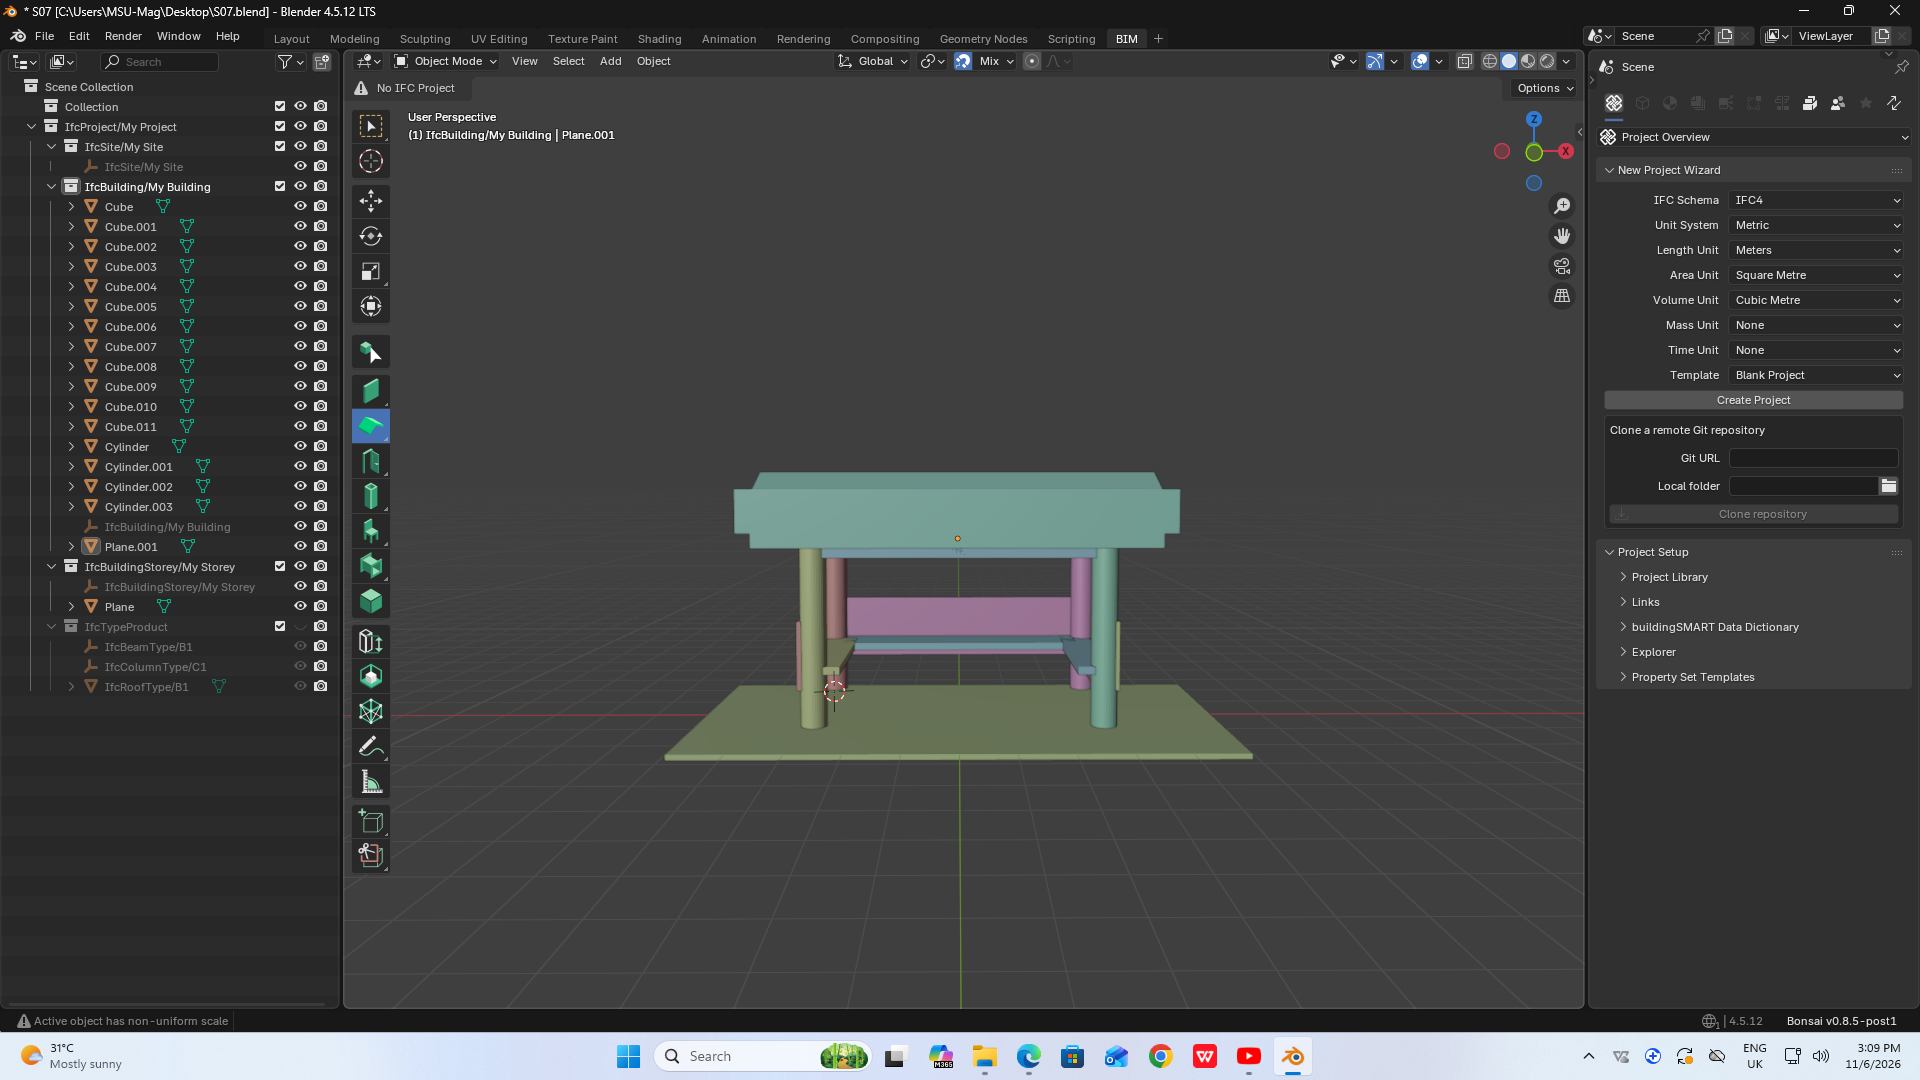 * S07 [C:\Users\MSU-Mag\Desktop\S07.blend] - Blender 4.5.12 LTS
File Edit Render Window Help
Layout Modeling Sculpting UV Editing Texture Paint Shading Animation Rendering Compositing Geometry Nodes Scripting BIM
Scene
ViewLayer
Search
Object Mode View Select Add Object
Global
Mix
Scene
Scene Collection
Collection
IfcProject/My Project
IfcSite/My Site
IfcSite/My Site
IfcBuilding/My Building
Cube
Cube.001
Cube.002
Cube.003
Cube.004
Cube.005
Cube.006
Cube.007
Cube.008
Cube.009
Cube.010
Cube.011
Cylinder
Cylinder.001
Cylinder.002
Cylinder.003
IfcBuilding/My Building
Plane.001
IfcBuildingStorey/My Storey
IfcBuildingStorey/My Storey
Plane
IfcTypeProduct
IfcBeamType/B1
IfcColumnType/C1
IfcRoofType/B1
No IFC Project
Options
User Perspective
(1) IfcBuilding/My Building | Plane.001
Z
X
Project Overview
New Project Wizard
IFC Schema IFC4
Unit System Metric
Length Unit Meters
Area Unit Square Metre
Volume Unit Cubic Metre
Mass Unit None
Time Unit None
Template Blank Project
Create Project
Clone a remote Git repository
Git URL
Local folder
Clone repository
Project Setup
Project Library
Links
buildingSMART Data Dictionary
Explorer
Property Set Templates
Active object has non-uniform scale
4.5.12
Bonsai v0.8.5-post1
31°C
Mostly sunny
Search
M365
ENG
UK
3:09 PM
11/6/2026